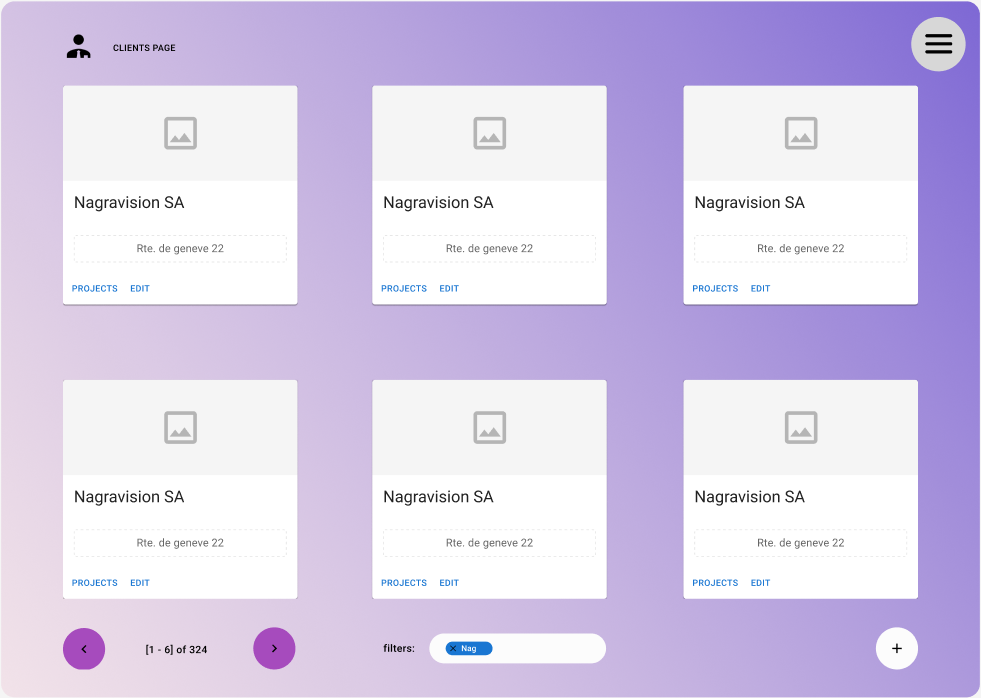 CLIENTS PAGE
Nagravision SA
Rte. de geneve 22
PROJECTS EDIT
Nagravision SA
Rte. de geneve 22
PROJECTS EDIT
Nagravision SA
Rte. de geneve 22
PROJECTS EDIT
Nagravision SA
Rte. de geneve 22
PROJECTS EDIT
Nagravision SA
Rte. de geneve 22
PROJECTS EDIT
Nagravision SA
Rte. de geneve 22
PROJECTS EDIT
[1 - 6] of 324
filters:
Nag